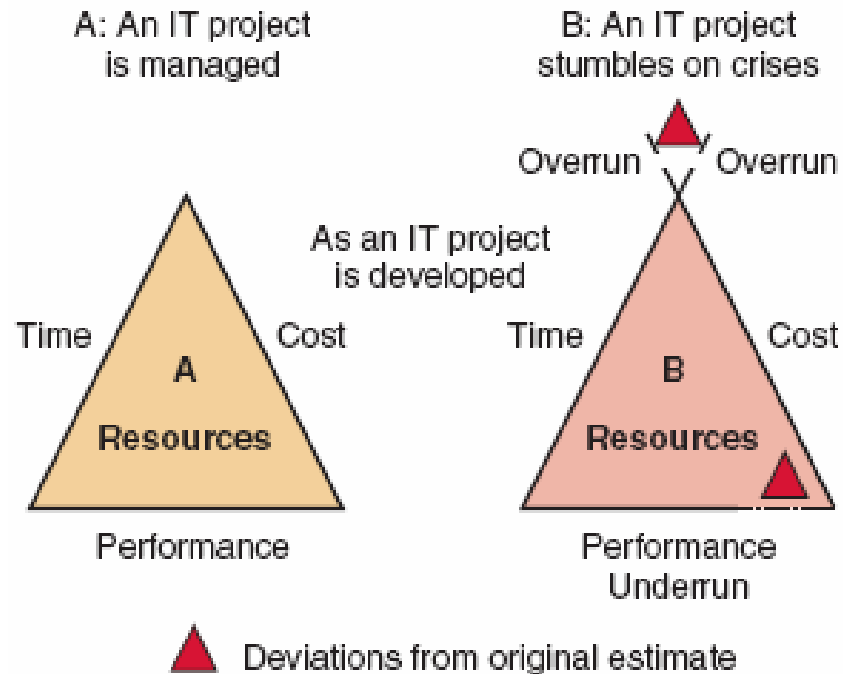 A: An IT project
is managed
B: An IT project
stumbles on crises
Overrun
Overrun
As an IT project
is developed
Time
Cost
A
Resources
Performance
Time
Cost
B
Resources
Performance
Underrun
Deviations from original estimate